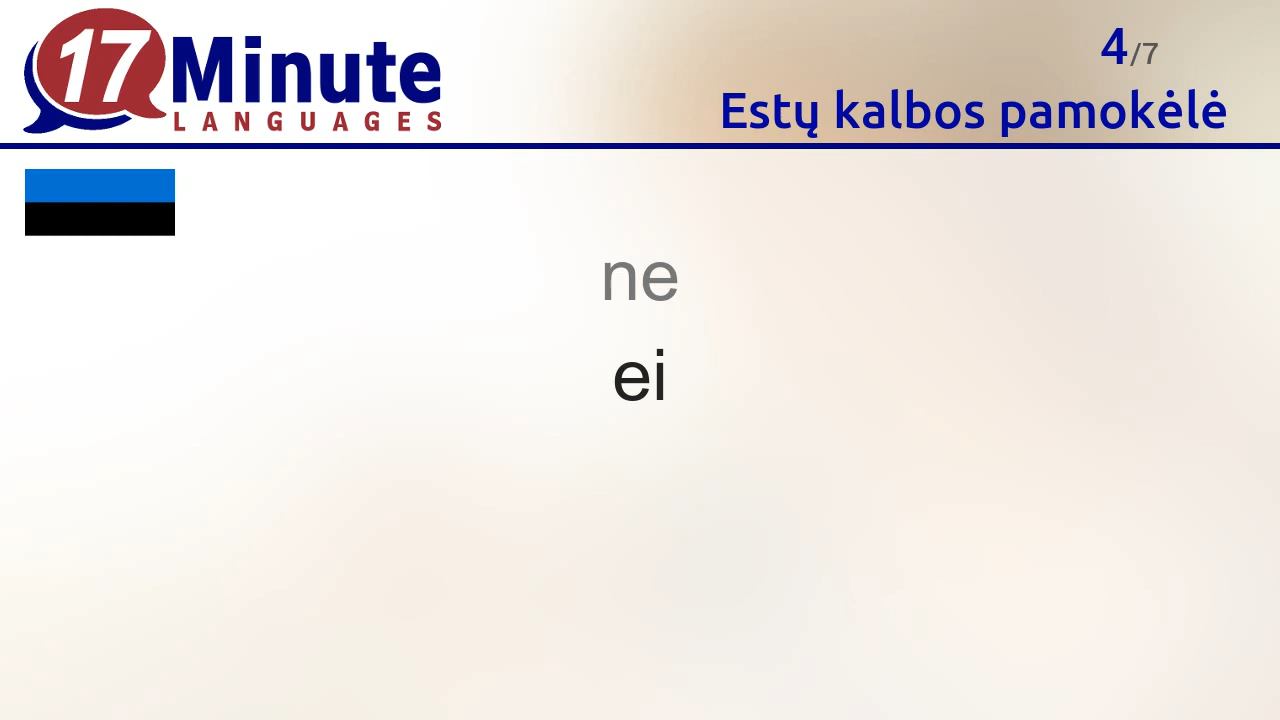 17 Minute
LANGUAGES
4/7
Estų kalbos pamokėlė
ne
ei